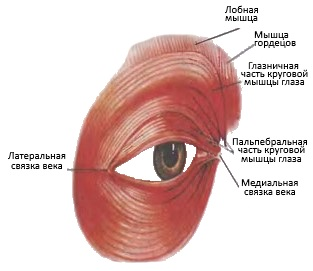 Лобная
мышца
Мышца
гордецов
Глазничная
часть круговой
мышцы глаза
Пальпебральная
часть круговой
мышцы глаза
Латеральная
связка века
Медиальная
связка века